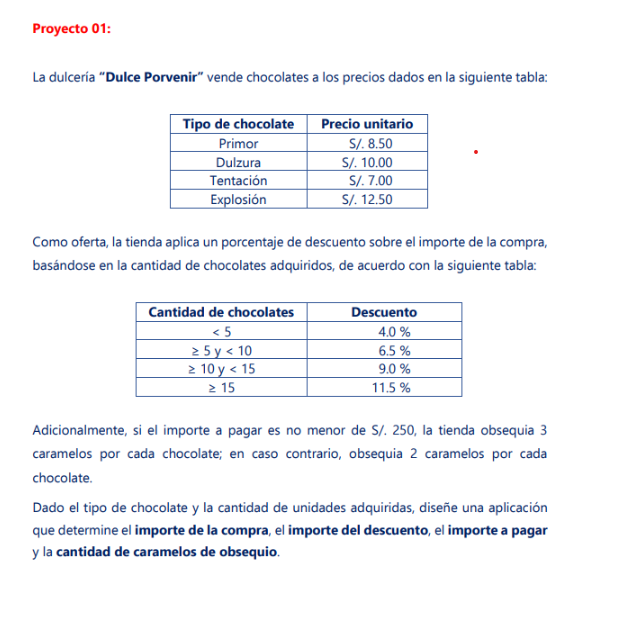 Proyecto 01:
La dulcería “Dulce Porvenir” vende chocolates a los precios dados en la siguiente tabla:
Tipo de chocolate Precio unitario
Primor S/. 8.50
Dulzura S/. 10.00
Tentación S/. 7.00
Explosión S/. 12.50
Como oferta, la tienda aplica un porcentaje de descuento sobre el importe de la compra,
basándose en la cantidad de chocolates adquiridos, de acuerdo con la siguiente tabla:
Cantidad de chocolates Descuento
< 5 4.0 %
≥ 5 y < 10 6.5 %
≥ 10 y < 15 9.0 %
≥ 15 11.5 %
Adicionalmente, si el importe a pagar es no menor de S/. 250, la tienda obsequia 3
caramelos por cada chocolate; en caso contrario, obsequia 2 caramelos por cada
chocolate.
Dado el tipo de chocolate y la cantidad de unidades adquiridas, diseñe una aplicación
que determine el importe de la compra, el importe del descuento, el importe a pagar
y la cantidad de caramelos de obsequio.